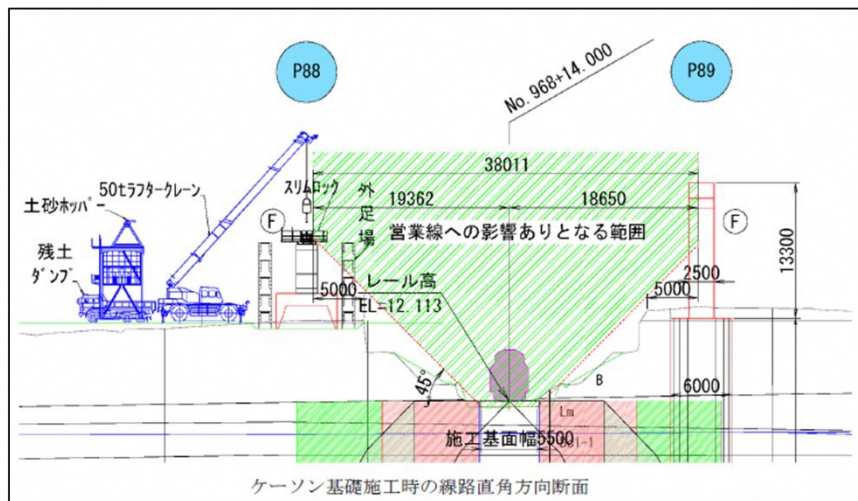 P88
P89
No.968+14.000
38011
50tラフタークレーン
スリムロック
19362
18650
土砂ホッパー
F
外足場
営業線への影響ありとなる範囲
F
13300
残土
ダンプ
レール高
2500
5000
5000
EL=12.113
45°
B
6000
Lm
施工基面幅5500
ケーソン基礎施工時の線路直角方向断面